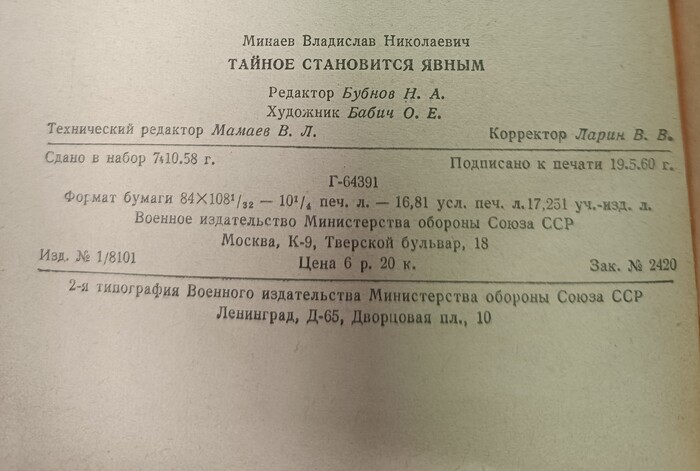 Минаев Владислав Николаевич
ТАЙНОЕ СТАНОВИТСЯ ЯВНЫМ
Редактор Бубнов Н. А.
Художник Бабич О. Е.
Технический редактор Мамаев В. Л. Корректор Ларин В. В.
Сдано в набор 7.10.58 г. Подписано к печати 19.5.60 г.
Г-64391
Формат бумаги 84×108¹/₃₂ — 10¹/₄ печ. л. — 16,81 усл. печ. л. 17,251 уч.-изд. л.
Военное издательство Министерства обороны Союза ССР
Москва, К-9, Тверской бульвар, 18
Изд. № 1/8101 Цена 6 р. 20 к. Зак. № 2420
2-я типография Военного издательства Министерства обороны Союза ССР
Ленинград, Д-65, Дворцовая пл., 10